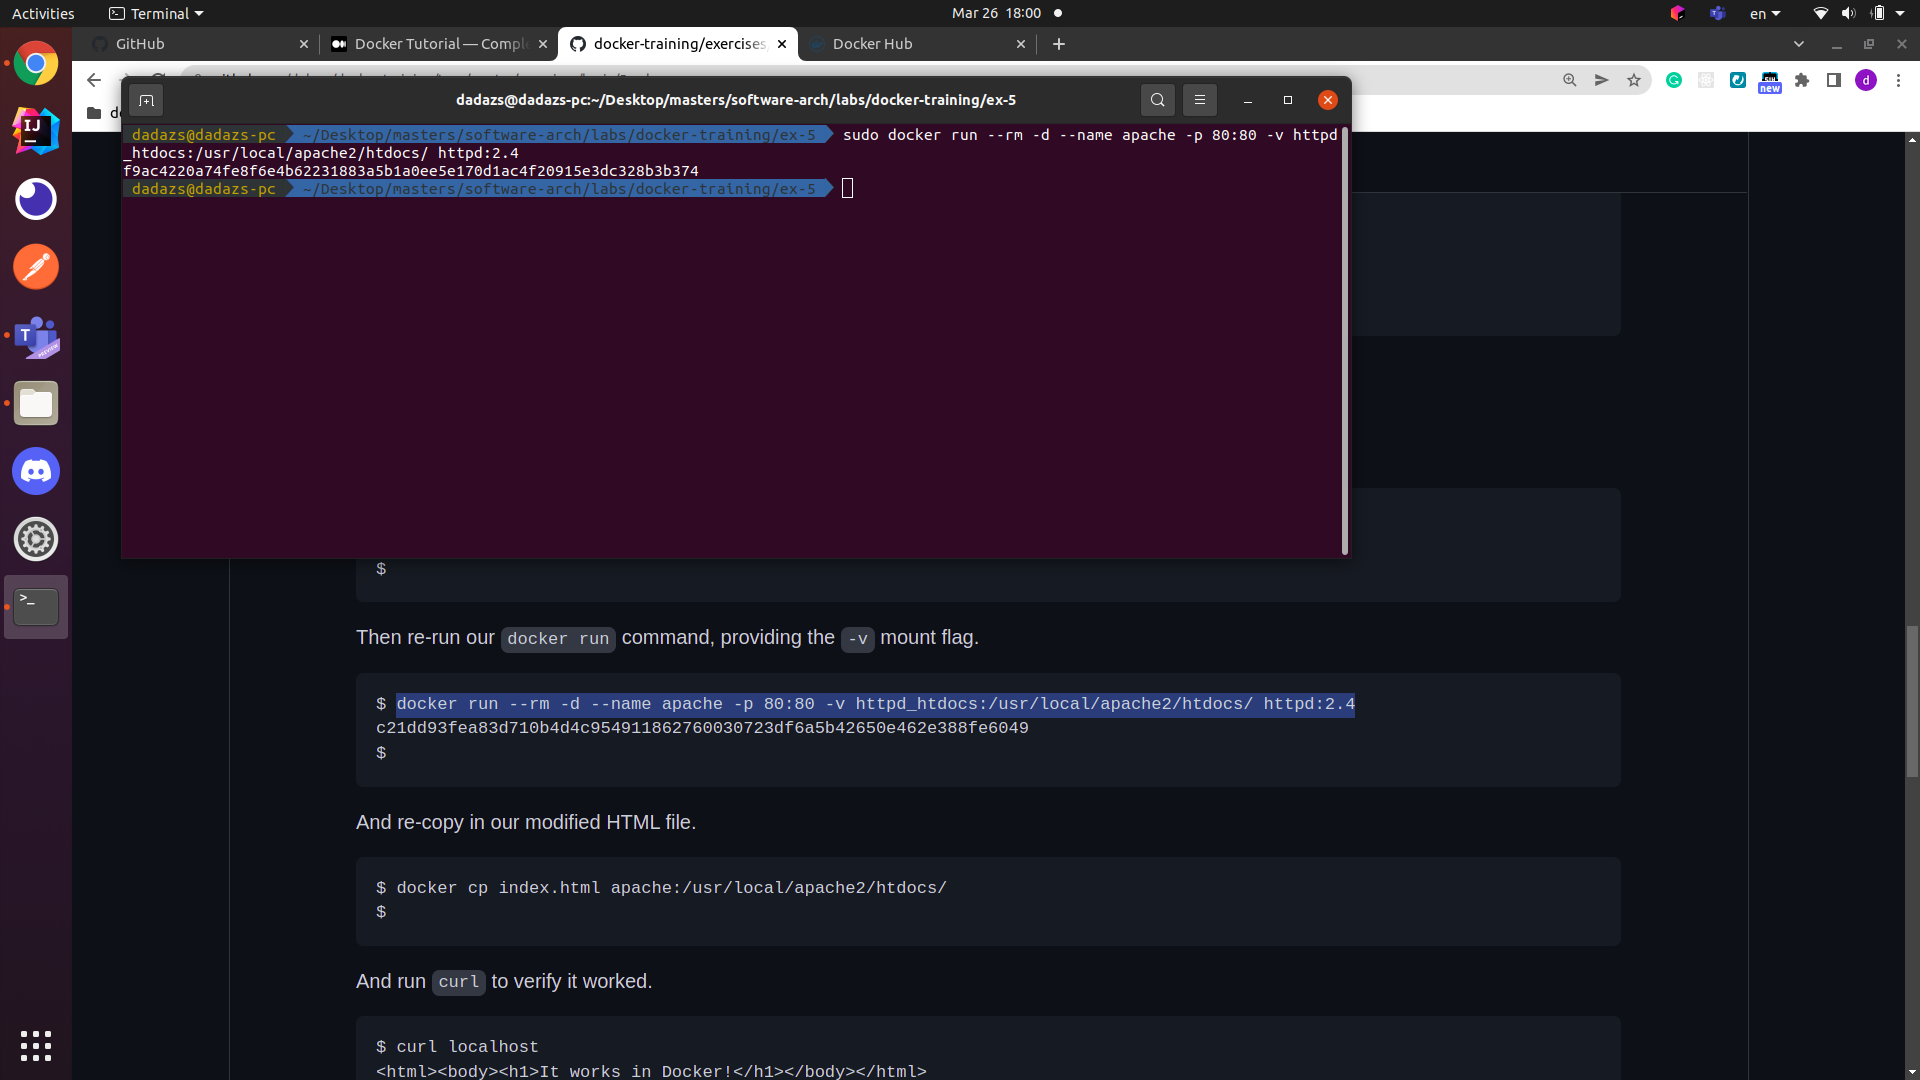 Activities
Terminal
Mar 26 18:00
en
GitHub
Docker Tutorial — Comple
docker-training/exercises
Docker Hub
new
dadazs@dadazs-pc:~/Desktop/masters/software-arch/labs/docker-training/ex-5
dadazs@dadazs-pc ~/Desktop/masters/software-arch/labs/docker-training/ex-5 sudo docker run --rm -d --name apache -p 80:80 -v httpd
_htdocs:/usr/local/apache2/htdocs/ httpd:2.4
f9ac4220a74fe8f6e4b62231883a5b1a0ee5e170d1ac4f20915e3dc328b3b374
dadazs@dadazs-pc ~/Desktop/masters/software-arch/labs/docker-training/ex-5
$
Then re-run our docker run command, providing the -v mount flag.
$ docker run --rm -d --name apache -p 80:80 -v httpd_htdocs:/usr/local/apache2/htdocs/ httpd:2.4
c21dd93fea83d710b4d4c954911862760030723df6a5b42650e462e388fe6049
$
And re-copy in our modified HTML file.
$ docker cp index.html apache:/usr/local/apache2/htdocs/
$
And run curl to verify it worked.
$ curl localhost
<html><body><h1>It works in Docker!</h1></body></html>